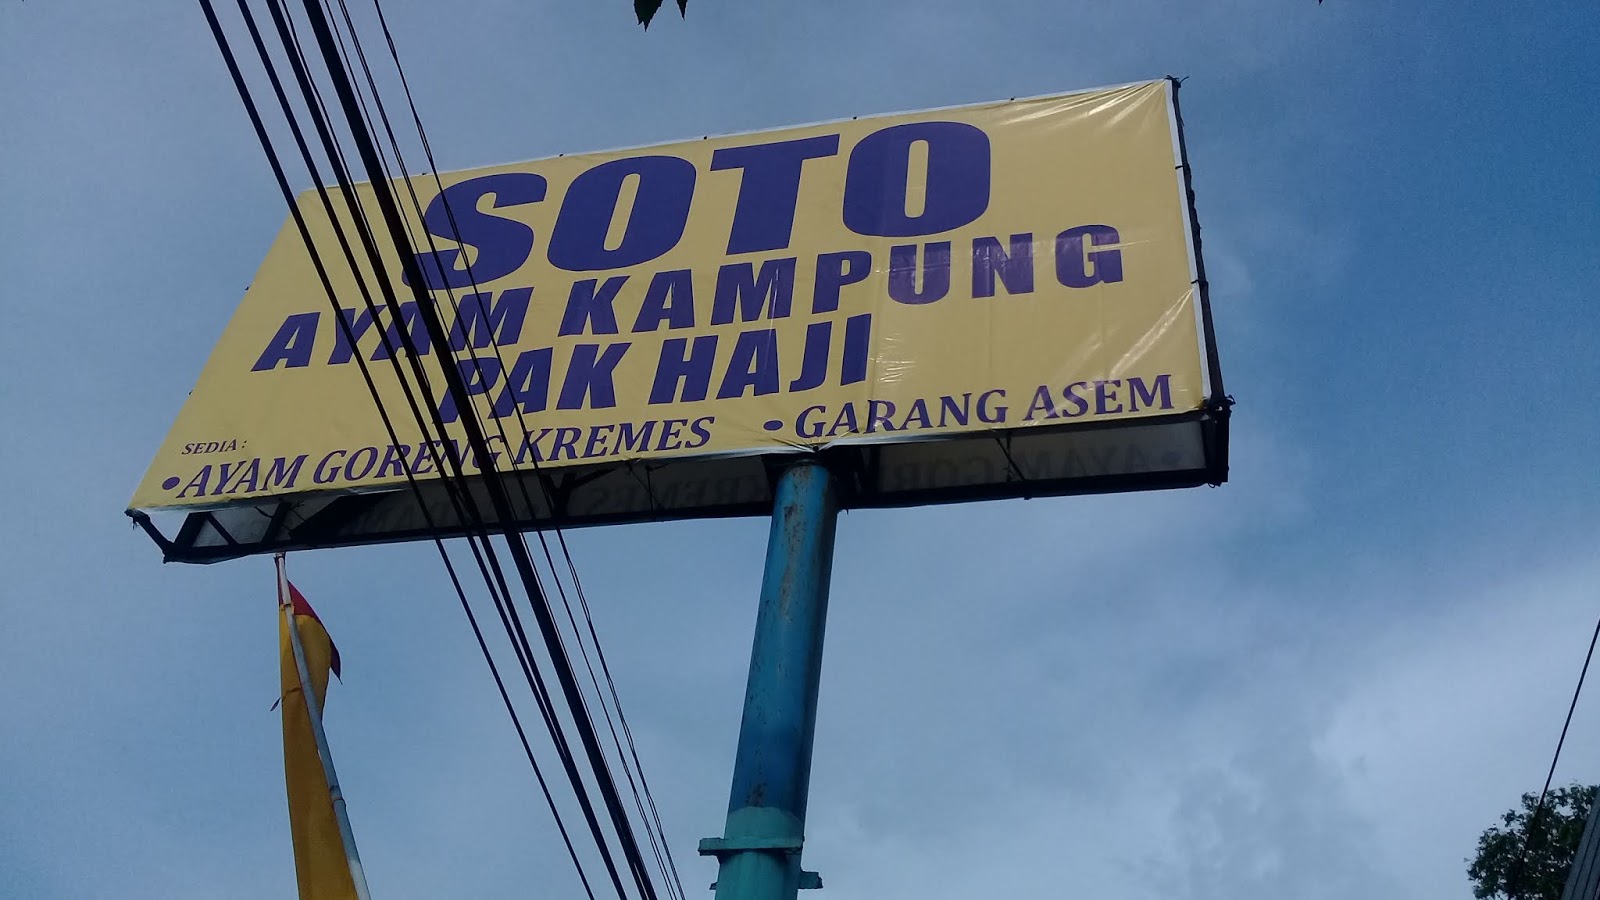 SOTO
AYAM KAMPUNG
PAK HAJI
SEDIA :
• AYAM GORENG KREMES • GARANG ASEM